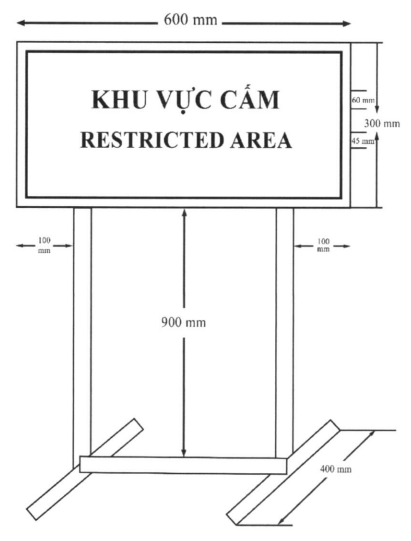 600 mm
KHU VỰC CẤM
RESTRICTED AREA
60 mm
300 mm
45 mm
100
mm
100
mm
900 mm
400 mm